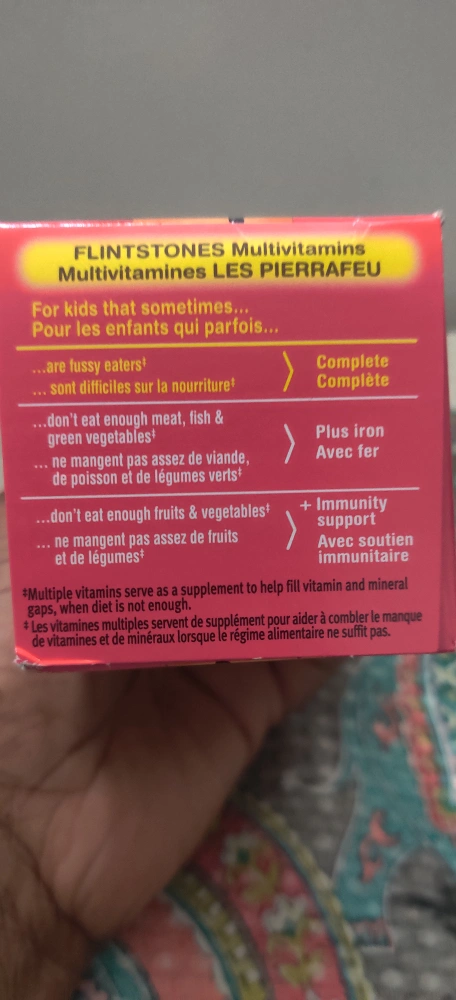 FLINTSTONES Multivitamins
Multivitamines LES PIERRAFEU
For kids that sometimes...
Pour les enfants qui parfois...
...are fussy eaters‡
... sont difficiles sur la nourriture‡
Complete
Complète
...don't eat enough meat, fish &
green vegetables‡
... ne mangent pas assez de viande,
de poisson et de légumes verts‡
Plus iron
Avec fer
...don't eat enough fruits & vegetables‡
... ne mangent pas assez de fruits
et de légumes‡
+ Immunity
support
Avec soutien
immunitaire
‡Multiple vitamins serve as a supplement to help fill vitamin and mineral
gaps, when diet is not enough.
‡ Les vitamines multiples servent de supplément pour aider à combler le manque
de vitamines et de minéraux lorsque le régime alimentaire ne suffit pas.